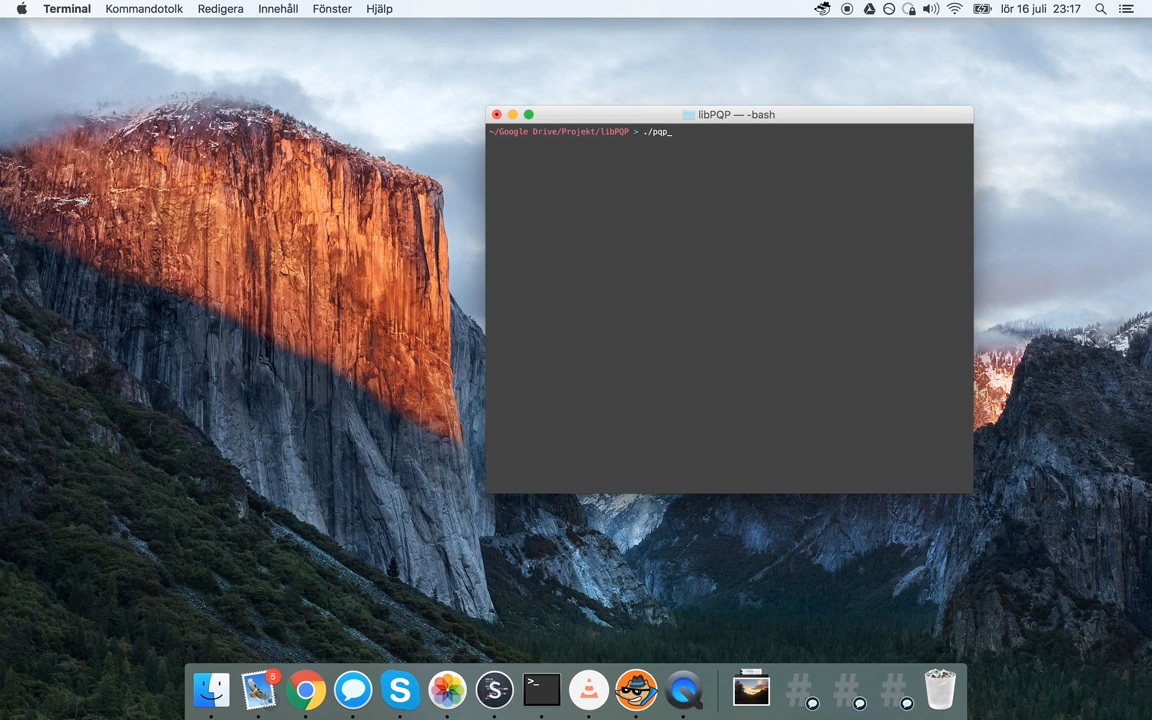 Terminal Kommandotolk Redigera Innehåll Fönster Hjälp lör 16 juli 23:17
libPQP — -bash
~/Google Drive/Projekt/libPQP > ./pqp_
5